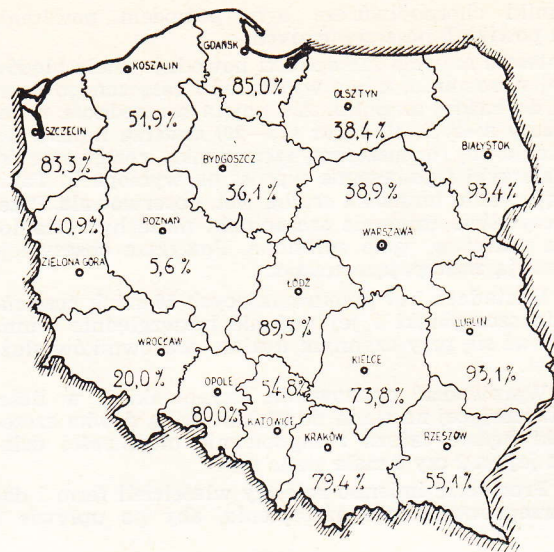 GDAŃSK
KOSZALIN
85,0%
OLSZTYN
51,9%
38,4%
SZCZECIN
BIAŁYSTOK
83,3%
BYDGOSZCZ
36,1%
38,9%
93,4%
40,9%
POZNAŃ
WARSZAWA
5,6%
ZIELONA GÓRA
ŁÓDŹ
89,5%
LUBLIN
WROCŁAW
KIELCE
93,1%
20,0%
OPOLE
54,8%
73,8%
80,0%
KATOWICE
KRAKÓW
RZESZÓW
79,4%
55,1%